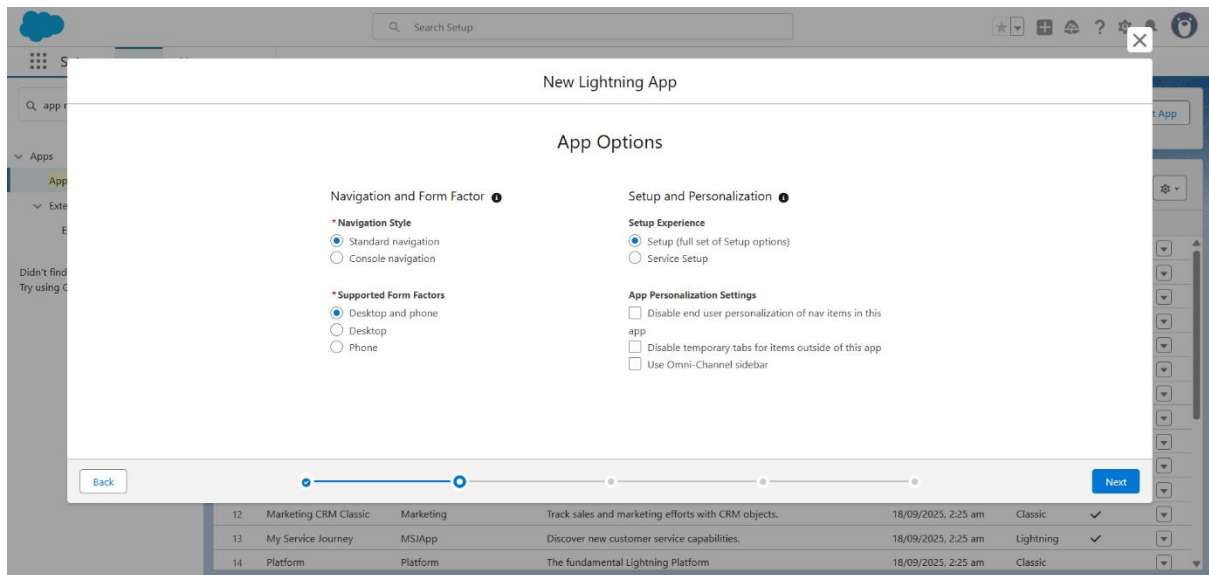 Search Setup
New Lightning App
App Options
Navigation and Form Factor
* Navigation Style
Standard navigation
Console navigation
* Supported Form Factors
Desktop and phone
Desktop
Phone
Setup and Personalization
Setup Experience
Setup (full set of Setup options)
Service Setup
App Personalization Settings
Disable end user personalization of nav items in this
app
Disable temporary tabs for items outside of this app
Use Omni-Channel sidebar
Back
Next
app
t App
Apps
App
Exte
E
Didn't find
Try using
12 Marketing CRM Classic Marketing Track sales and marketing efforts with CRM objects. 18/09/2025, 2:25 am Classic
13 My Service Journey MSJApp Discover new customer service capabilities. 18/09/2025, 2:25 am Lightning
14 Platform Platform The fundamental Lightning Platform 18/09/2025, 2:25 am Classic